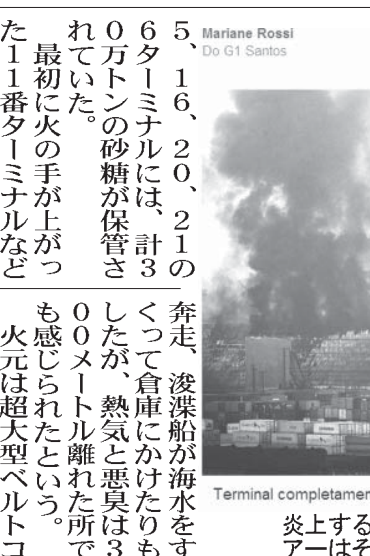 5、16、20、21の
6ターミナルには、計3
0万トンの砂糖が保管さ
れていた。
最初に火の手が上がっ
た11番ターミナルなど
奔走、浚渫船が海水をす
くって倉庫にかけたりも
したが、熱気と悪臭は3
00メートル離れた所で
も感じられたという。
火元は超大型ベルトコ
Mariane Rossi
Do G1 Santos
Terminal completamen
炎上する
アーはそ